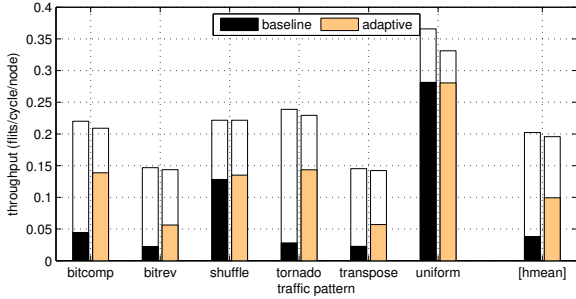 baseline adaptive
throughput (flits/cycle/node)
0.4
0.35
0.3
0.25
0.2
0.15
0.1
0.05
0
bitcomp bitrev shuffle tornado transpose uniform [hmean]
traffic pattern